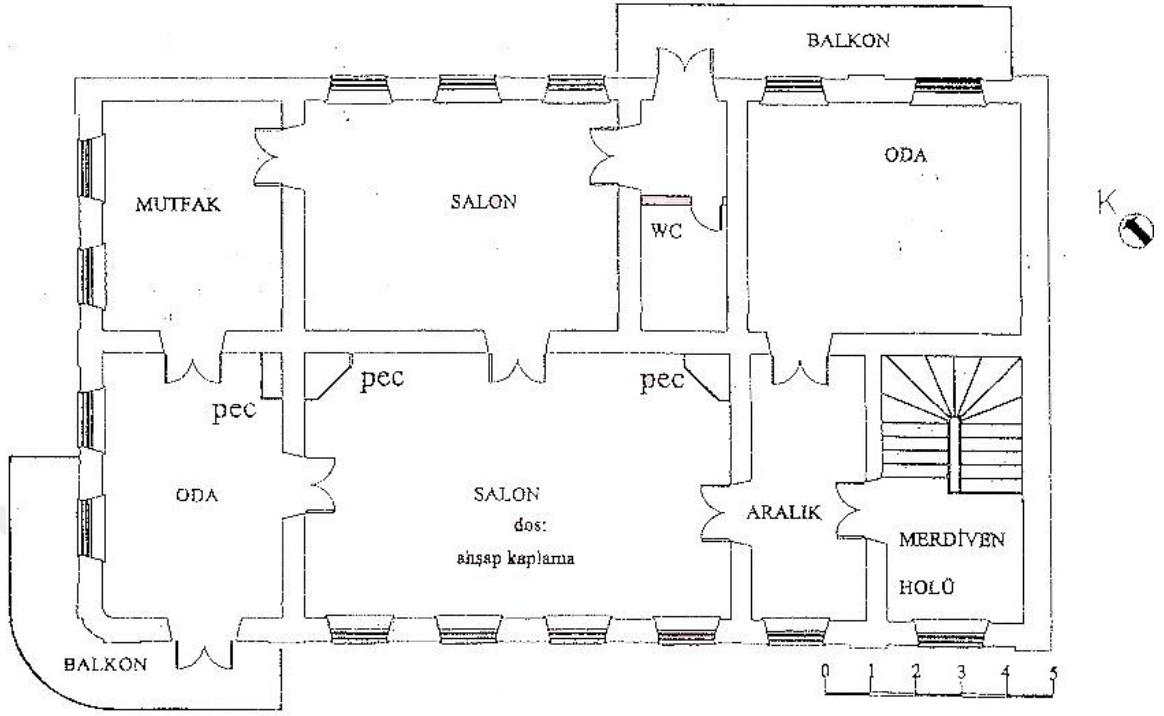 BALKON
ODA
MUTFAK
SALON
WC
K
pec
pec
pec
ODA
SALON
dos:
ahşap kaplama
ARALIK
MERDİVEN
HOLÜ
BALKON
0 1 2 3 4 5